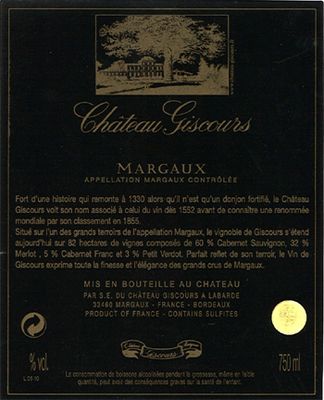 Château Giscours
MARGAUX
APPELLATION MARGAUX CONTRÔLÉE
Fort d'une histoire qui remonte à 1330 alors qu'il n'est qu'un donjon fortifié, le Château
Giscours voit son nom associé à celui du vin dès 1552 avant de connaître une renommée
mondiale par son classement en 1855.
Situé sur l'un des grands terroirs de l'appellation Margaux, le vignoble de Giscours s'étend
aujourd'hui sur 82 hectares de vignes composés de 60 % Cabernet Sauvignon, 32 %
Merlot , 5 % Cabernet Franc et 3 % Petit Verdot. Parfait reflet de son terroir, le Vin de
Giscours exprime toute la finesse et l'élégance des grands crus de Margaux.
MIS EN BOUTEILLE AU CHATEAU
PAR S.E. DU CHÂTEAU GISCOURS A LABARDE
33460 MARGAUX - FRANCE - BORDEAUX
PRODUCT OF FRANCE - CONTAINS SULFITES
% vol.
Château
Giscours
750 ml
L.05 10
La consommation de boissons alcoolisées pendant la grossesse, même en faible
quantité, peut avoir des conséquences graves sur la santé de l'enfant.